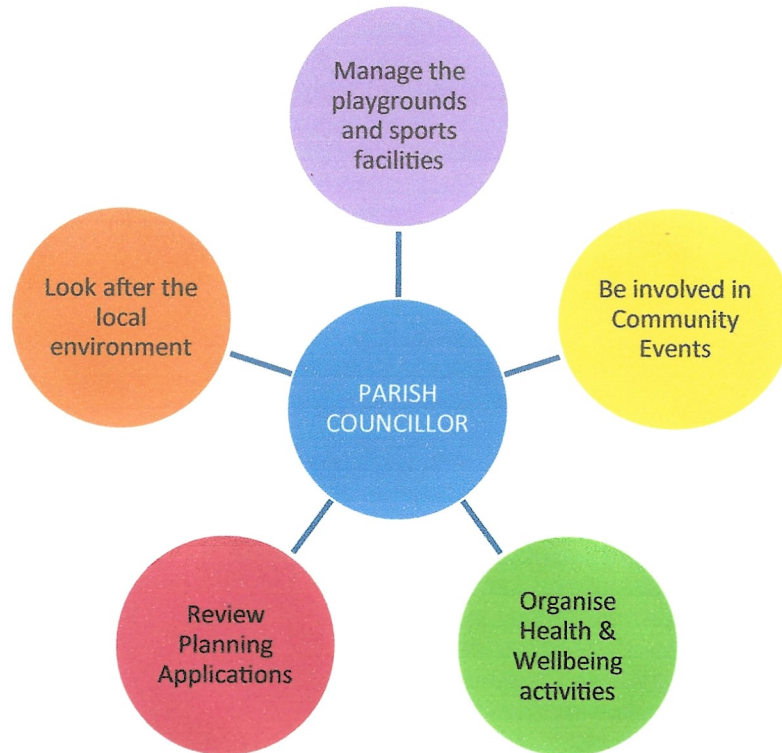 Manage the
playgrounds
and sports
facilities
Look after the
local
environment
Be involved in
Community
Events
PARISH
COUNCILLOR
Review
Planning
Applications
Organise
Health &
Wellbeing
activities